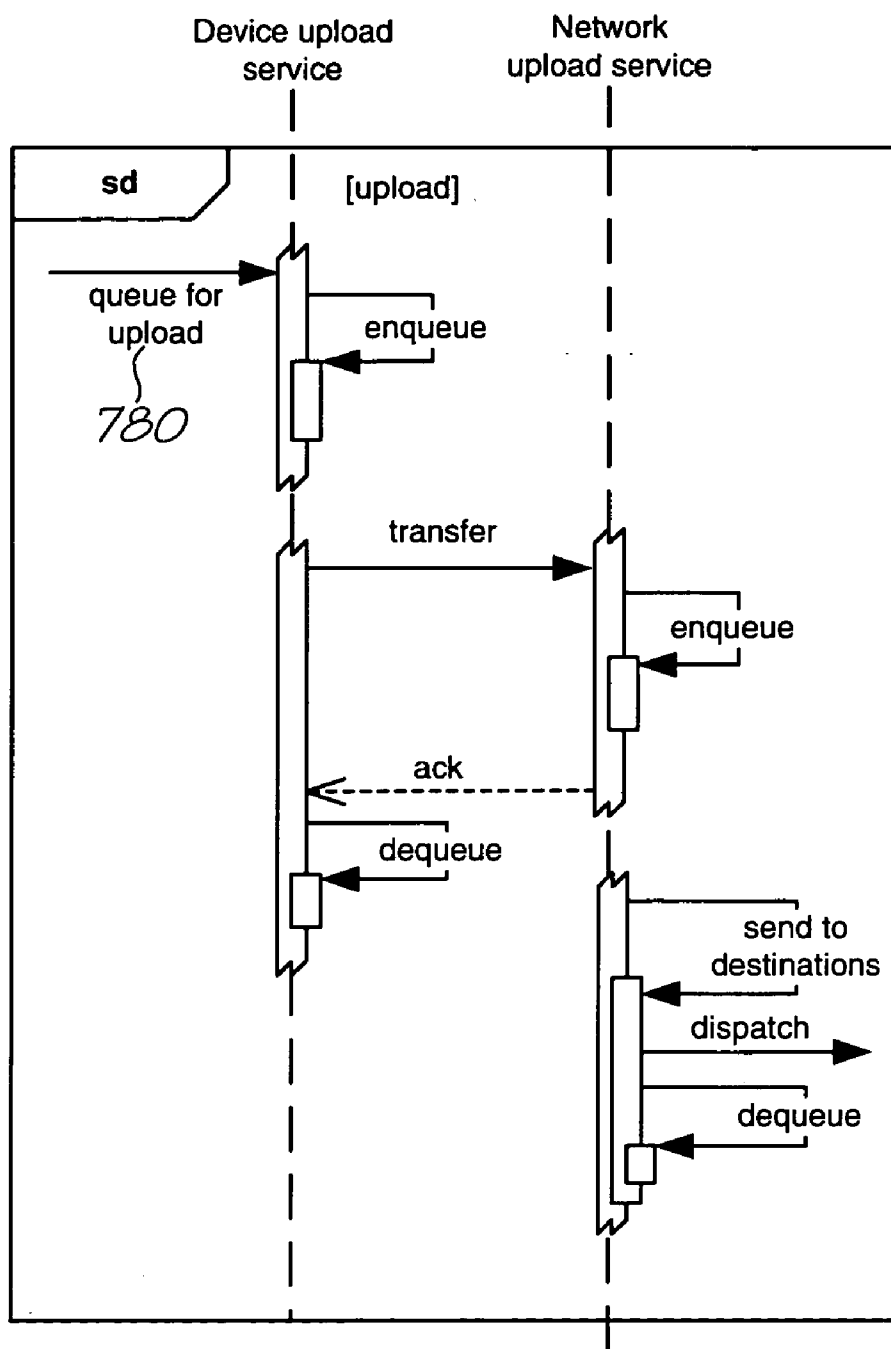 Device upload
service
Network
upload service
sd
[upload]
queue for
upload
780
enqueue
transfer
enqueue
ack
dequeue
send to
destinations
dispatch
dequeue